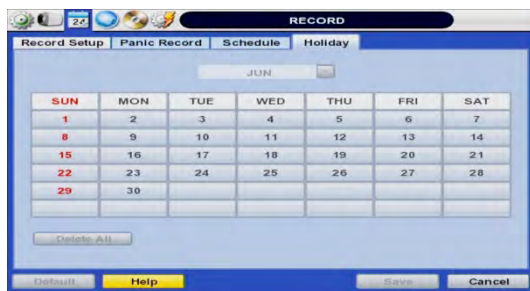 24
RECORD
Record Setup Panic Record Schedule Holiday
JUN
SUN MON TUE WED THU FRI SAT
1 2 3 4 5 6 7
8 9 10 11 12 13 14
15 16 17 18 19 20 21
22 23 24 25 26 27 28
29 30
Delete All
Default Help Save Cancel